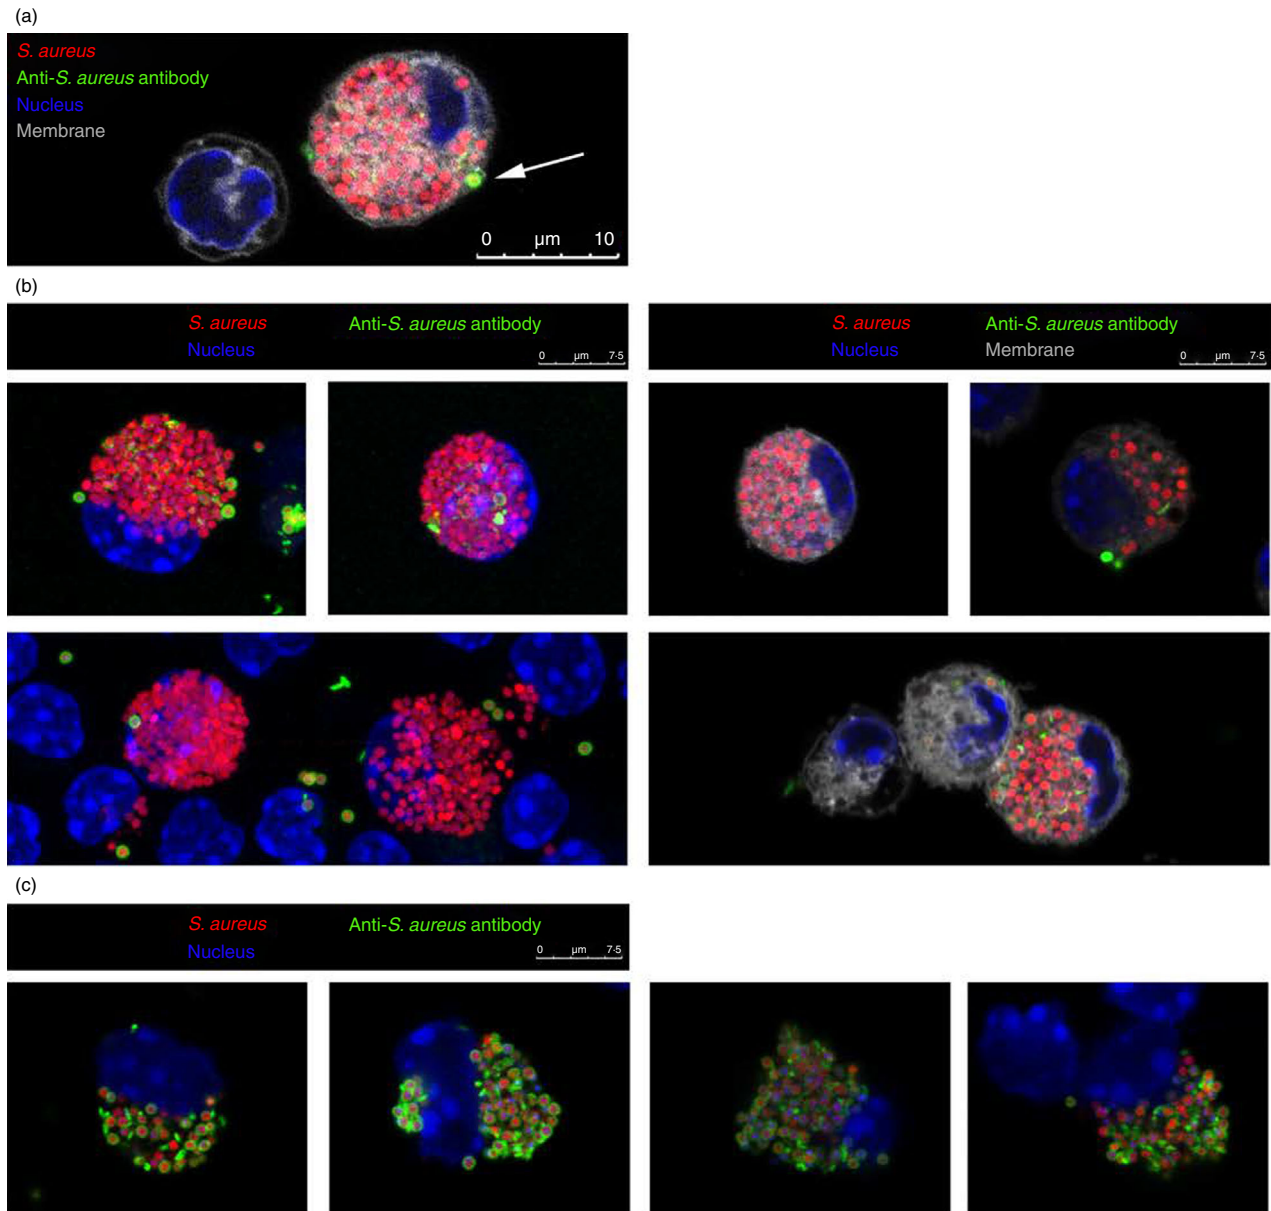 (a)
S. aureus
Anti-S. aureus antibody
Nucleus
Membrane
0 µm 10
(b)
S. aureus Anti-S. aureus antibody
Nucleus
0 µm 7·5
S. aureus Anti-S. aureus antibody
Nucleus Membrane
0 µm 7·5
(c)
S. aureus Anti-S. aureus antibody
Nucleus
0 µm 7·5